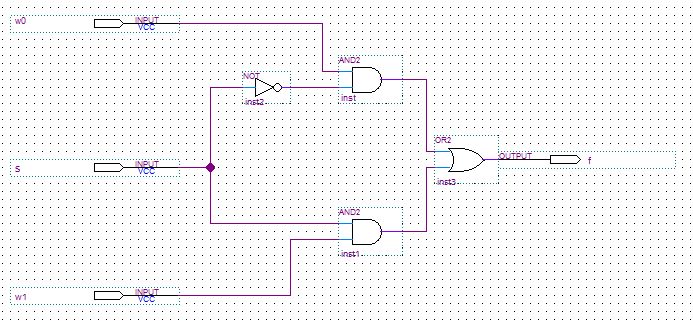 w0
INPUT
VCC
AND2
inst
NOT
inst2
OR2
inst3
OUTPUT
f
s
INPUT
VCC
AND2
inst1
w1
INPUT
VCC